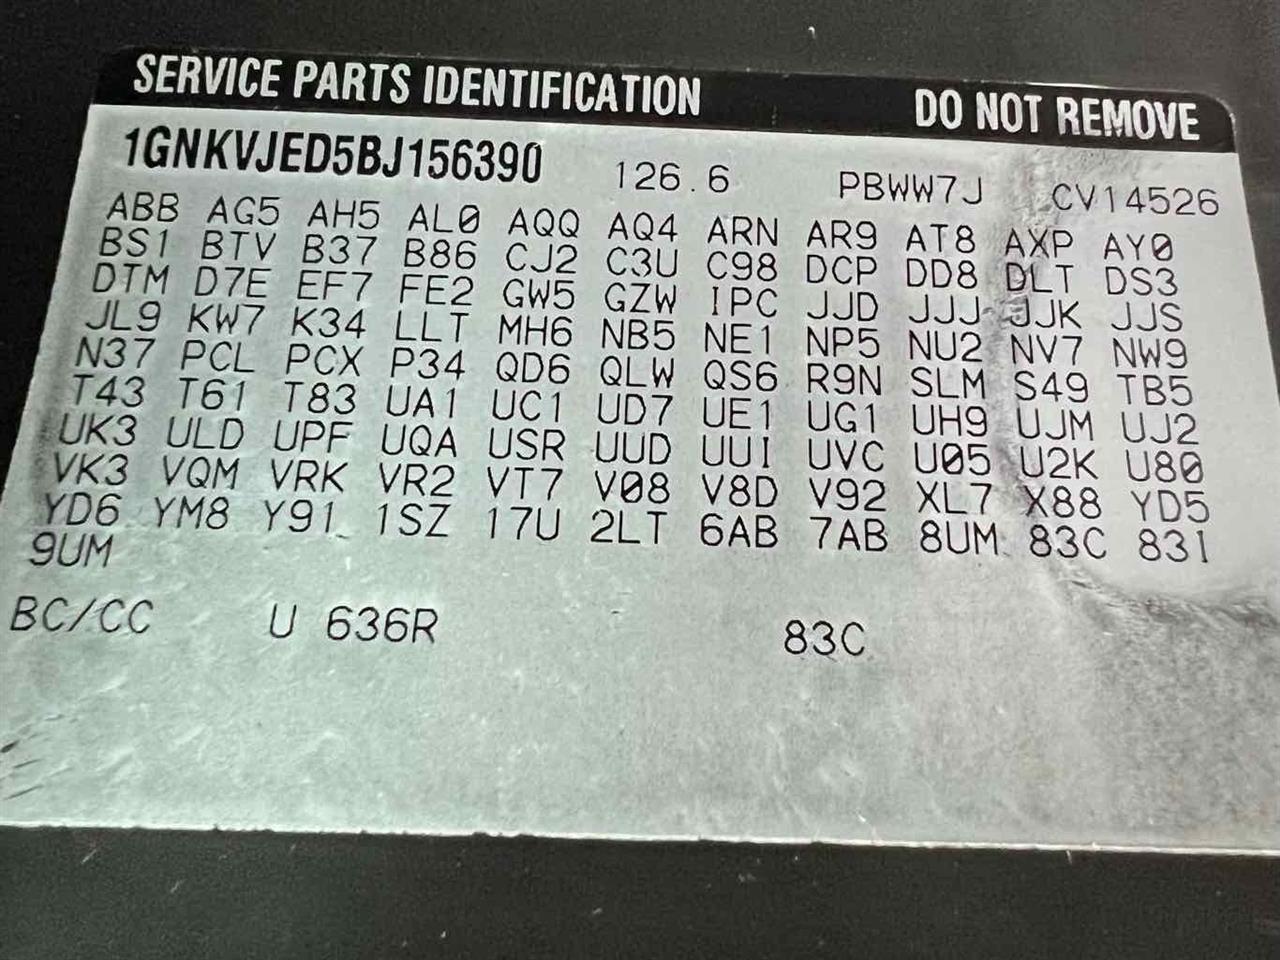 SERVICE PARTS IDENTIFICATION DO NOT REMOVE
1GNKVJED5BJ156390 126.6 PBWW7J CV14526
ABB AG5 AH5 AL0 AQQ AQ4 ARN AR9 AT8 AXP AY0
BS1 BTV B37 B86 CJ2 C3U C98 DCP DD8 DLT DS3
DTM D7E EF7 FE2 GW5 GZW IPC JJD JJJ JJK JJS
JL9 KW7 K34 LLT MH6 NB5 NE1 NP5 NU2 NV7 NW9
N37 PCL PCX P34 QD6 QLW QS6 R9N SLM S49 TB5
T43 T61 T83 UA1 UC1 UD7 UE1 UG1 UH9 UJM UJ2
UK3 ULD UPF UQA USR UUD UUI UVC U05 U2K U80
VK3 VQM VRK VR2 VT7 V08 V8D V92 XL7 X88 YD5
YD6 YM8 Y91 1SZ 17U 2LT 6AB 7AB 8UM 83C 83I
9UM
BC/CC U 636R 83C